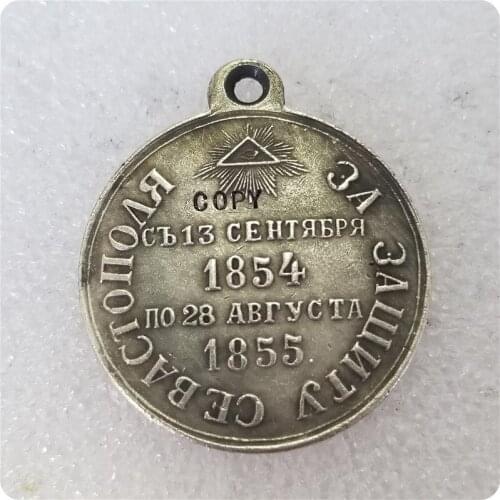 COPY
СЪ 13 СЕНТЯБРЯ
1854
ПО 28 АВГУСТА
1855.
ЗА ЗАЩИТУ СЕВАСТОПОЛЯ